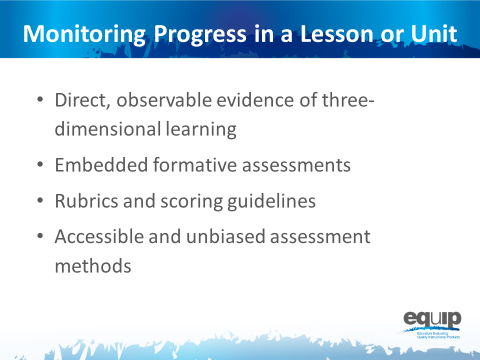 Monitoring Progress in a Lesson or Unit
• Direct, observable evidence of three-
dimensional learning
• Embedded formative assessments
• Rubrics and scoring guidelines
• Accessible and unbiased assessment
methods
equip
Educators Evaluating
Quality Instructional Products